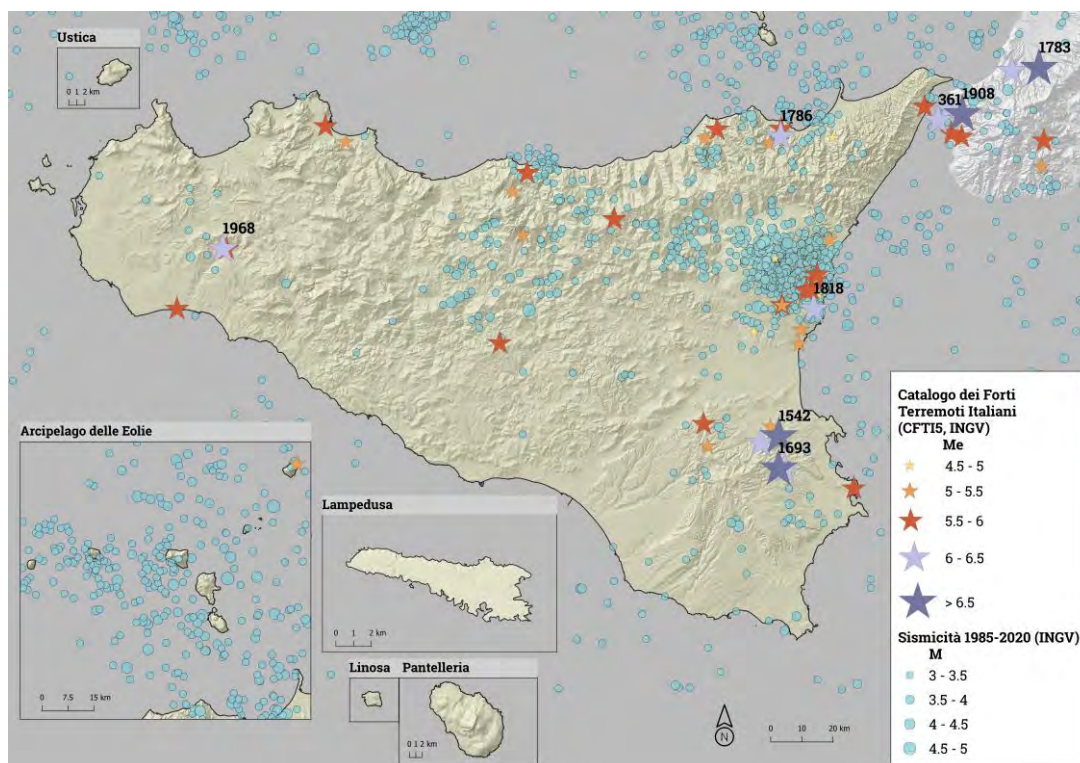 Ustica
0 1 2 km
1783
1908
361
1786
1968
1818
1542
1693
Arcipelago delle Eolie
0 7.5 15 km
Lampedusa
0 1 2 km
Linosa
Pantelleria
0 1 2 km
N
0 10 20 km
Catalogo dei Forti
Terremoti Italiani
(CFTI5, INGV)
Me
4.5 - 5
5 - 5.5
5.5 - 6
6 - 6.5
> 6.5
Sismicità 1985-2020 (INGV)
M
3 - 3.5
3.5 - 4
4 - 4.5
4.5 - 5